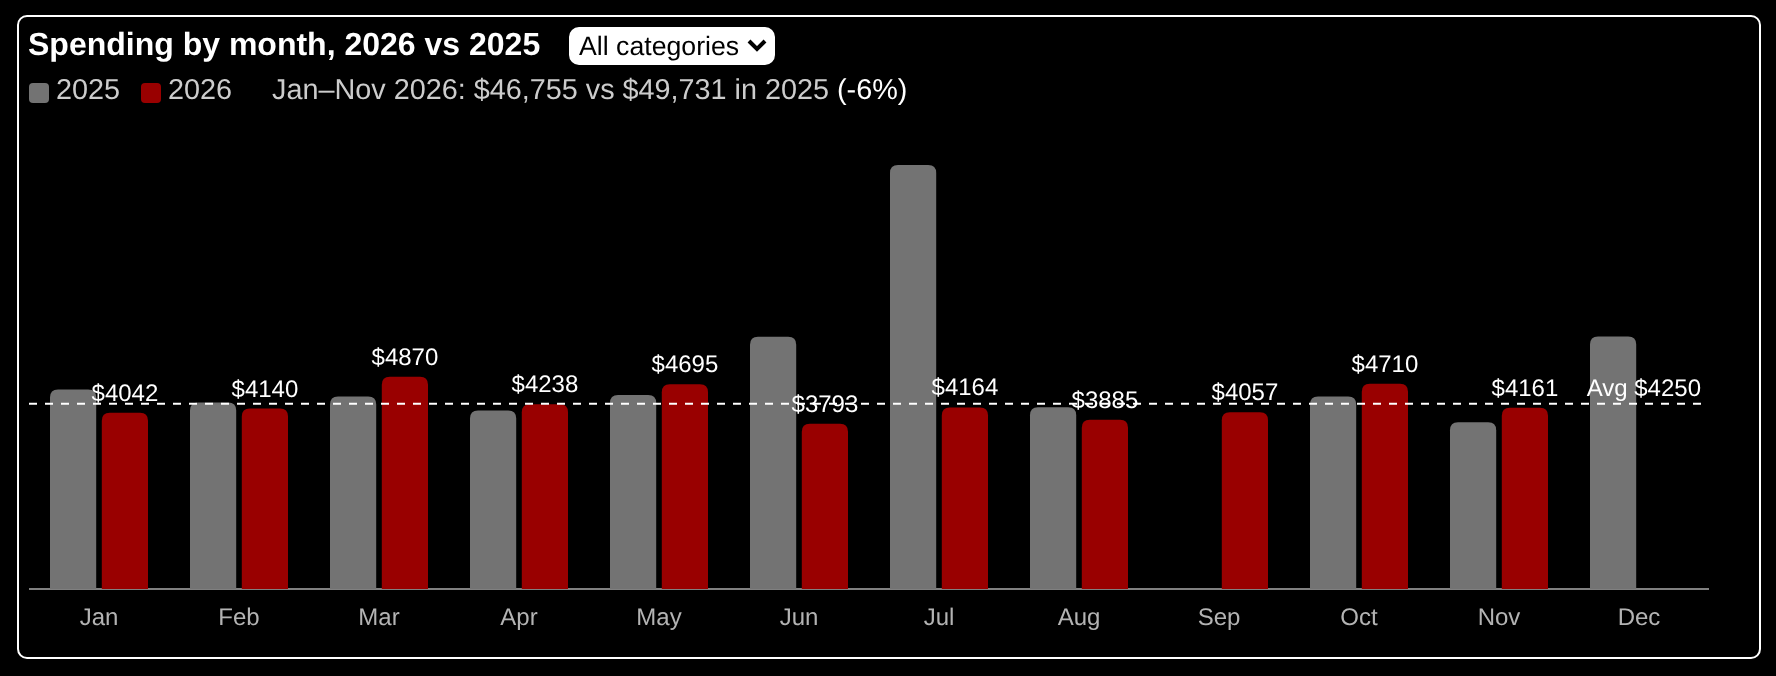 Spending by month, 2026 vs 2025 All categories
2025 2026 Jan–Nov 2026: $46,755 vs $49,731 in 2025 (-6%)
$4042 $4140 $4870 $4238 $4695 $3793 $4164 $3885 $4057 $4710 $4161 Avg $4250
Jan Feb Mar Apr May Jun Jul Aug Sep Oct Nov Dec